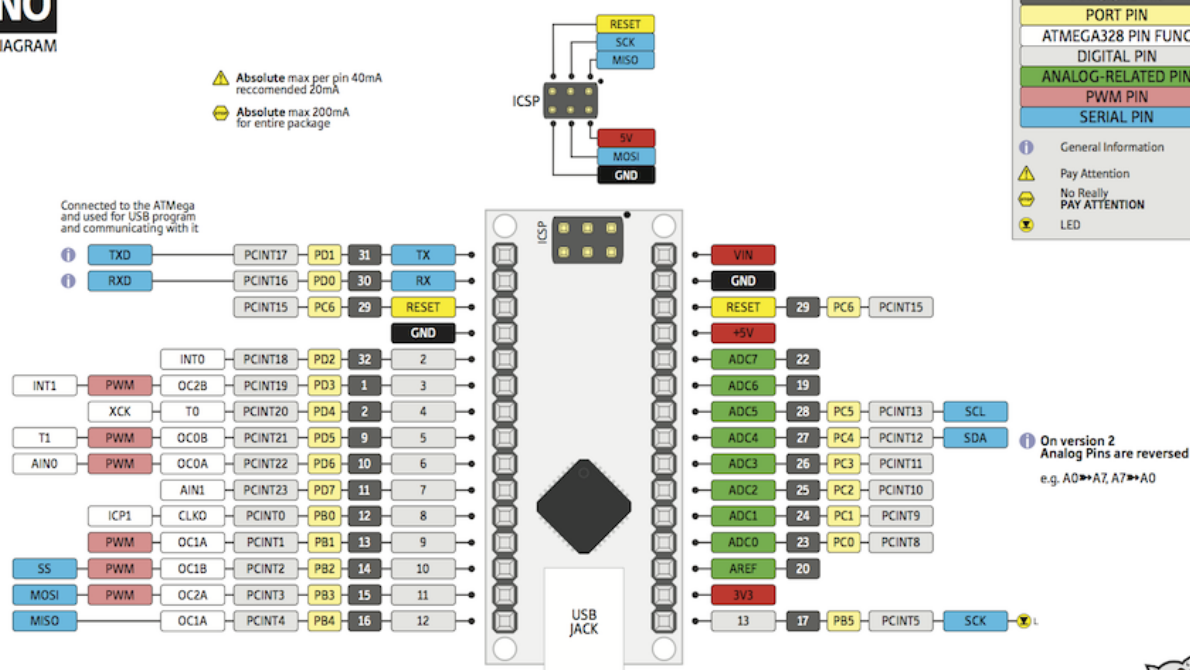 NO
IAGRAM
Absolute max per pin 40mA
reccomended 20mA
Absolute max 200mA
for entire package
RESET
SCK
MISO
ICSP
5V
MOSI
GND
PORT PIN
ATMEGA328 PIN FUNC
DIGITAL PIN
ANALOG-RELATED PIN
PWM PIN
SERIAL PIN
i General Information
Pay Attention
STOP No Really
PAY ATTENTION
LED
Connected to the ATMega
and used for USB program
and communicating with it
ICSP
i TXD PCINT17 PD1 31 TX
i RXD PCINT16 PD0 30 RX
PCINT15 PC6 29 RESET
GND
INT0 PCINT18 PD2 32 2
INT1 PWM OC2B PCINT19 PD3 1 3
XCK T0 PCINT20 PD4 2 4
T1 PWM OC0B PCINT21 PD5 9 5
AIN0 PWM OC0A PCINT22 PD6 10 6
AIN1 PCINT23 PD7 11 7
ICP1 CLKO PCINT0 PB0 12 8
PWM OC1A PCINT1 PB1 13 9
SS PWM OC1B PCINT2 PB2 14 10
MOSI PWM OC2A PCINT3 PB3 15 11
MISO OC1A PCINT4 PB4 16 12
USB
JACK
VIN
GND
RESET 29 PC6 PCINT15
+5V
ADC7 22
ADC6 19
ADC5 28 PC5 PCINT13 SCL
ADC4 27 PC4 PCINT12 SDA
ADC3 26 PC3 PCINT11
ADC2 25 PC2 PCINT10
ADC1 24 PC1 PCINT9
ADC0 23 PC0 PCINT8
AREF 20
3V3
13 17 PB5 PCINT5 SCK L
i On version 2
Analog Pins are reversed
e.g. A0➽A7, A7➽A0